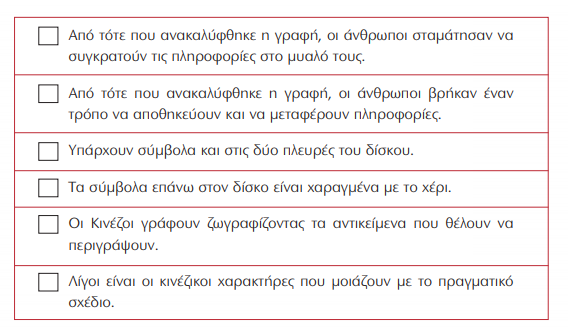 Από τότε που ανακαλύφθηκε η γραφή, οι άνθρωποι σταμάτησαν να
συγκρατούν τις πληροφορίες στο μυαλό τους.
Από τότε που ανακαλύφθηκε η γραφή, οι άνθρωποι βρήκαν έναν
τρόπο να αποθηκεύουν και να μεταφέρουν πληροφορίες.
Υπάρχουν σύμβολα και στις δύο πλευρές του δίσκου.
Τα σύμβολα επάνω στον δίσκο είναι χαραγμένα με το χέρι.
Οι Κινέζοι γράφουν ζωγραφίζοντας τα αντικείμενα που θέλουν να
περιγράψουν.
Λίγοι είναι οι κινέζικοι χαρακτήρες που μοιάζουν με το πραγματικό
σχέδιο.